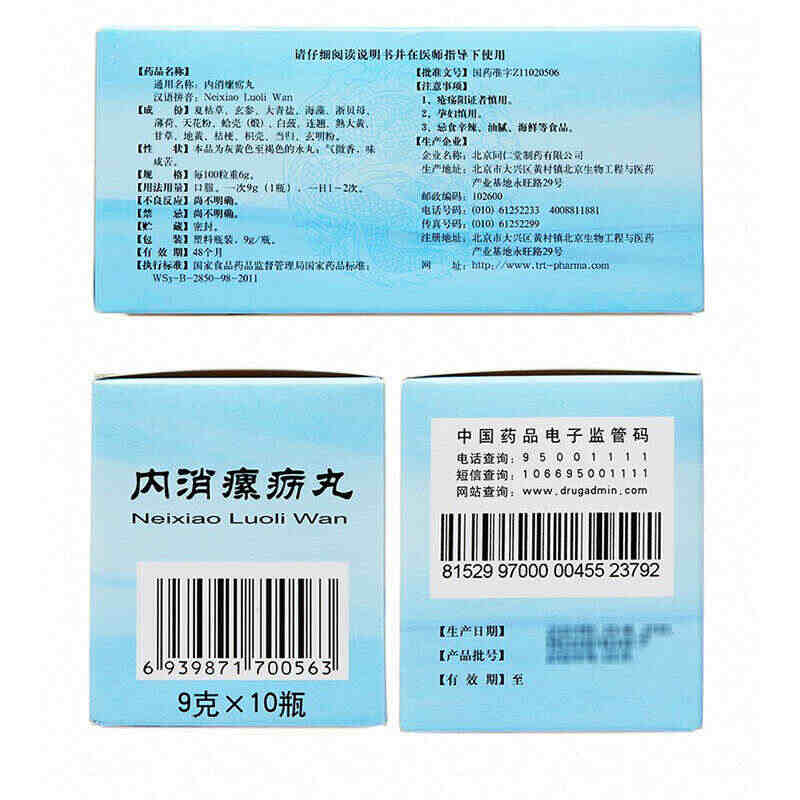 请仔细阅读说明书并在医师指导下使用
【药品名称】
通用名称：内消瘰疬丸
汉语拼音：Neixiao Luoli Wan
【成　份】夏枯草、玄参、大青盐、海藻、浙贝母、
薄荷、天花粉、蛤壳（煅）、白蔹、连翘、熟大黄、
甘草、地黄、桔梗、枳壳、当归、玄明粉。
【性　状】本品为灰黄色至褐色的水丸；气微香，味
咸苦。
【规　格】每100粒重6g。
【用法用量】口服。一次9g（1瓶），一日1～2次。
【不良反应】尚不明确。
【禁　忌】尚不明确。
【贮　藏】密封。
【包　装】塑料瓶装，9g/瓶。
【有 效 期】48个月
【执行标准】国家食品药品监督管理局国家药品标准：
WS3-B-2850-98-2011
【批准文号】国药准字Z11020506
【注意事项】
1、疮疡阳证者慎用。
2、孕妇慎用。
3、忌食辛辣、油腻、海鲜等食品。
【生产企业】
企业名称：北京同仁堂制药有限公司
生产地址：北京市大兴区黄村镇北京生物工程与医药
产业基地永旺路29号
邮政编码：102600
电话号码：(010) 61252233　4008811881
传真号码：(010) 61252299
注册地址：北京市大兴区黄村镇北京生物工程与医药
产业基地永旺路29号
网　址：http://www.trt-pharma.com
内消瘰疬丸
Neixiao Luoli Wan
6 939871 700563
9克×10瓶
中国药品电子监管码
电话查询：95001111
短信查询：106695001111
网站查询：www.drugadmin.com
81529 97000 00455 23792
【生产日期】
【产品批号】
【有 效 期】至